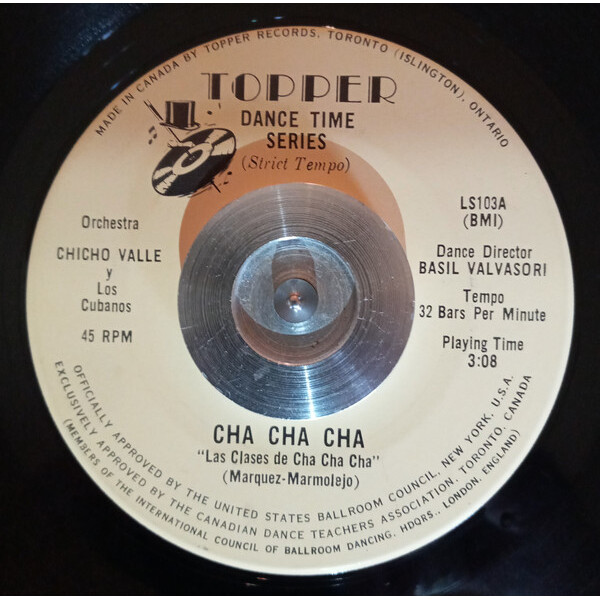 MADE IN CANADA BY TOPPER RECORDS, TORONTO (ISLINGTON), ONTARIO
TOPPER
DANCE TIME
SERIES
(Strict Tempo)
Orchestra
CHICHO VALLE
y
Los
Cubanos
45 RPM
LS103A
(BMI)
Dance Director
BASIL VALVASORI
Tempo
32 Bars Per Minute
Playing Time
3:08
CHA CHA CHA
"Las Clases de Cha Cha Cha"
(Marquez-Marmolejo)
OFFICIALLY APPROVED BY THE UNITED STATES BALLROOM COUNCIL, NEW YORK, U.S.A.
EXCLUSIVELY APPROVED BY THE CANADIAN DANCE TEACHERS ASSOCIATION, TORONTO, CANADA
(MEMBERS OF THE INTERNATIONAL COUNCIL OF BALLROOM DANCING, HDQRS., LONDON, ENGLAND)